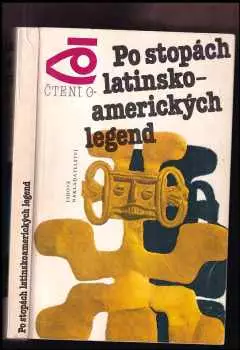 ČTENÍ O-
Po stopách
latinsko-
amerických
legend
LIDOVÉ
NAKLADATELSTVÍ
Po stopách latinskoamerických legend